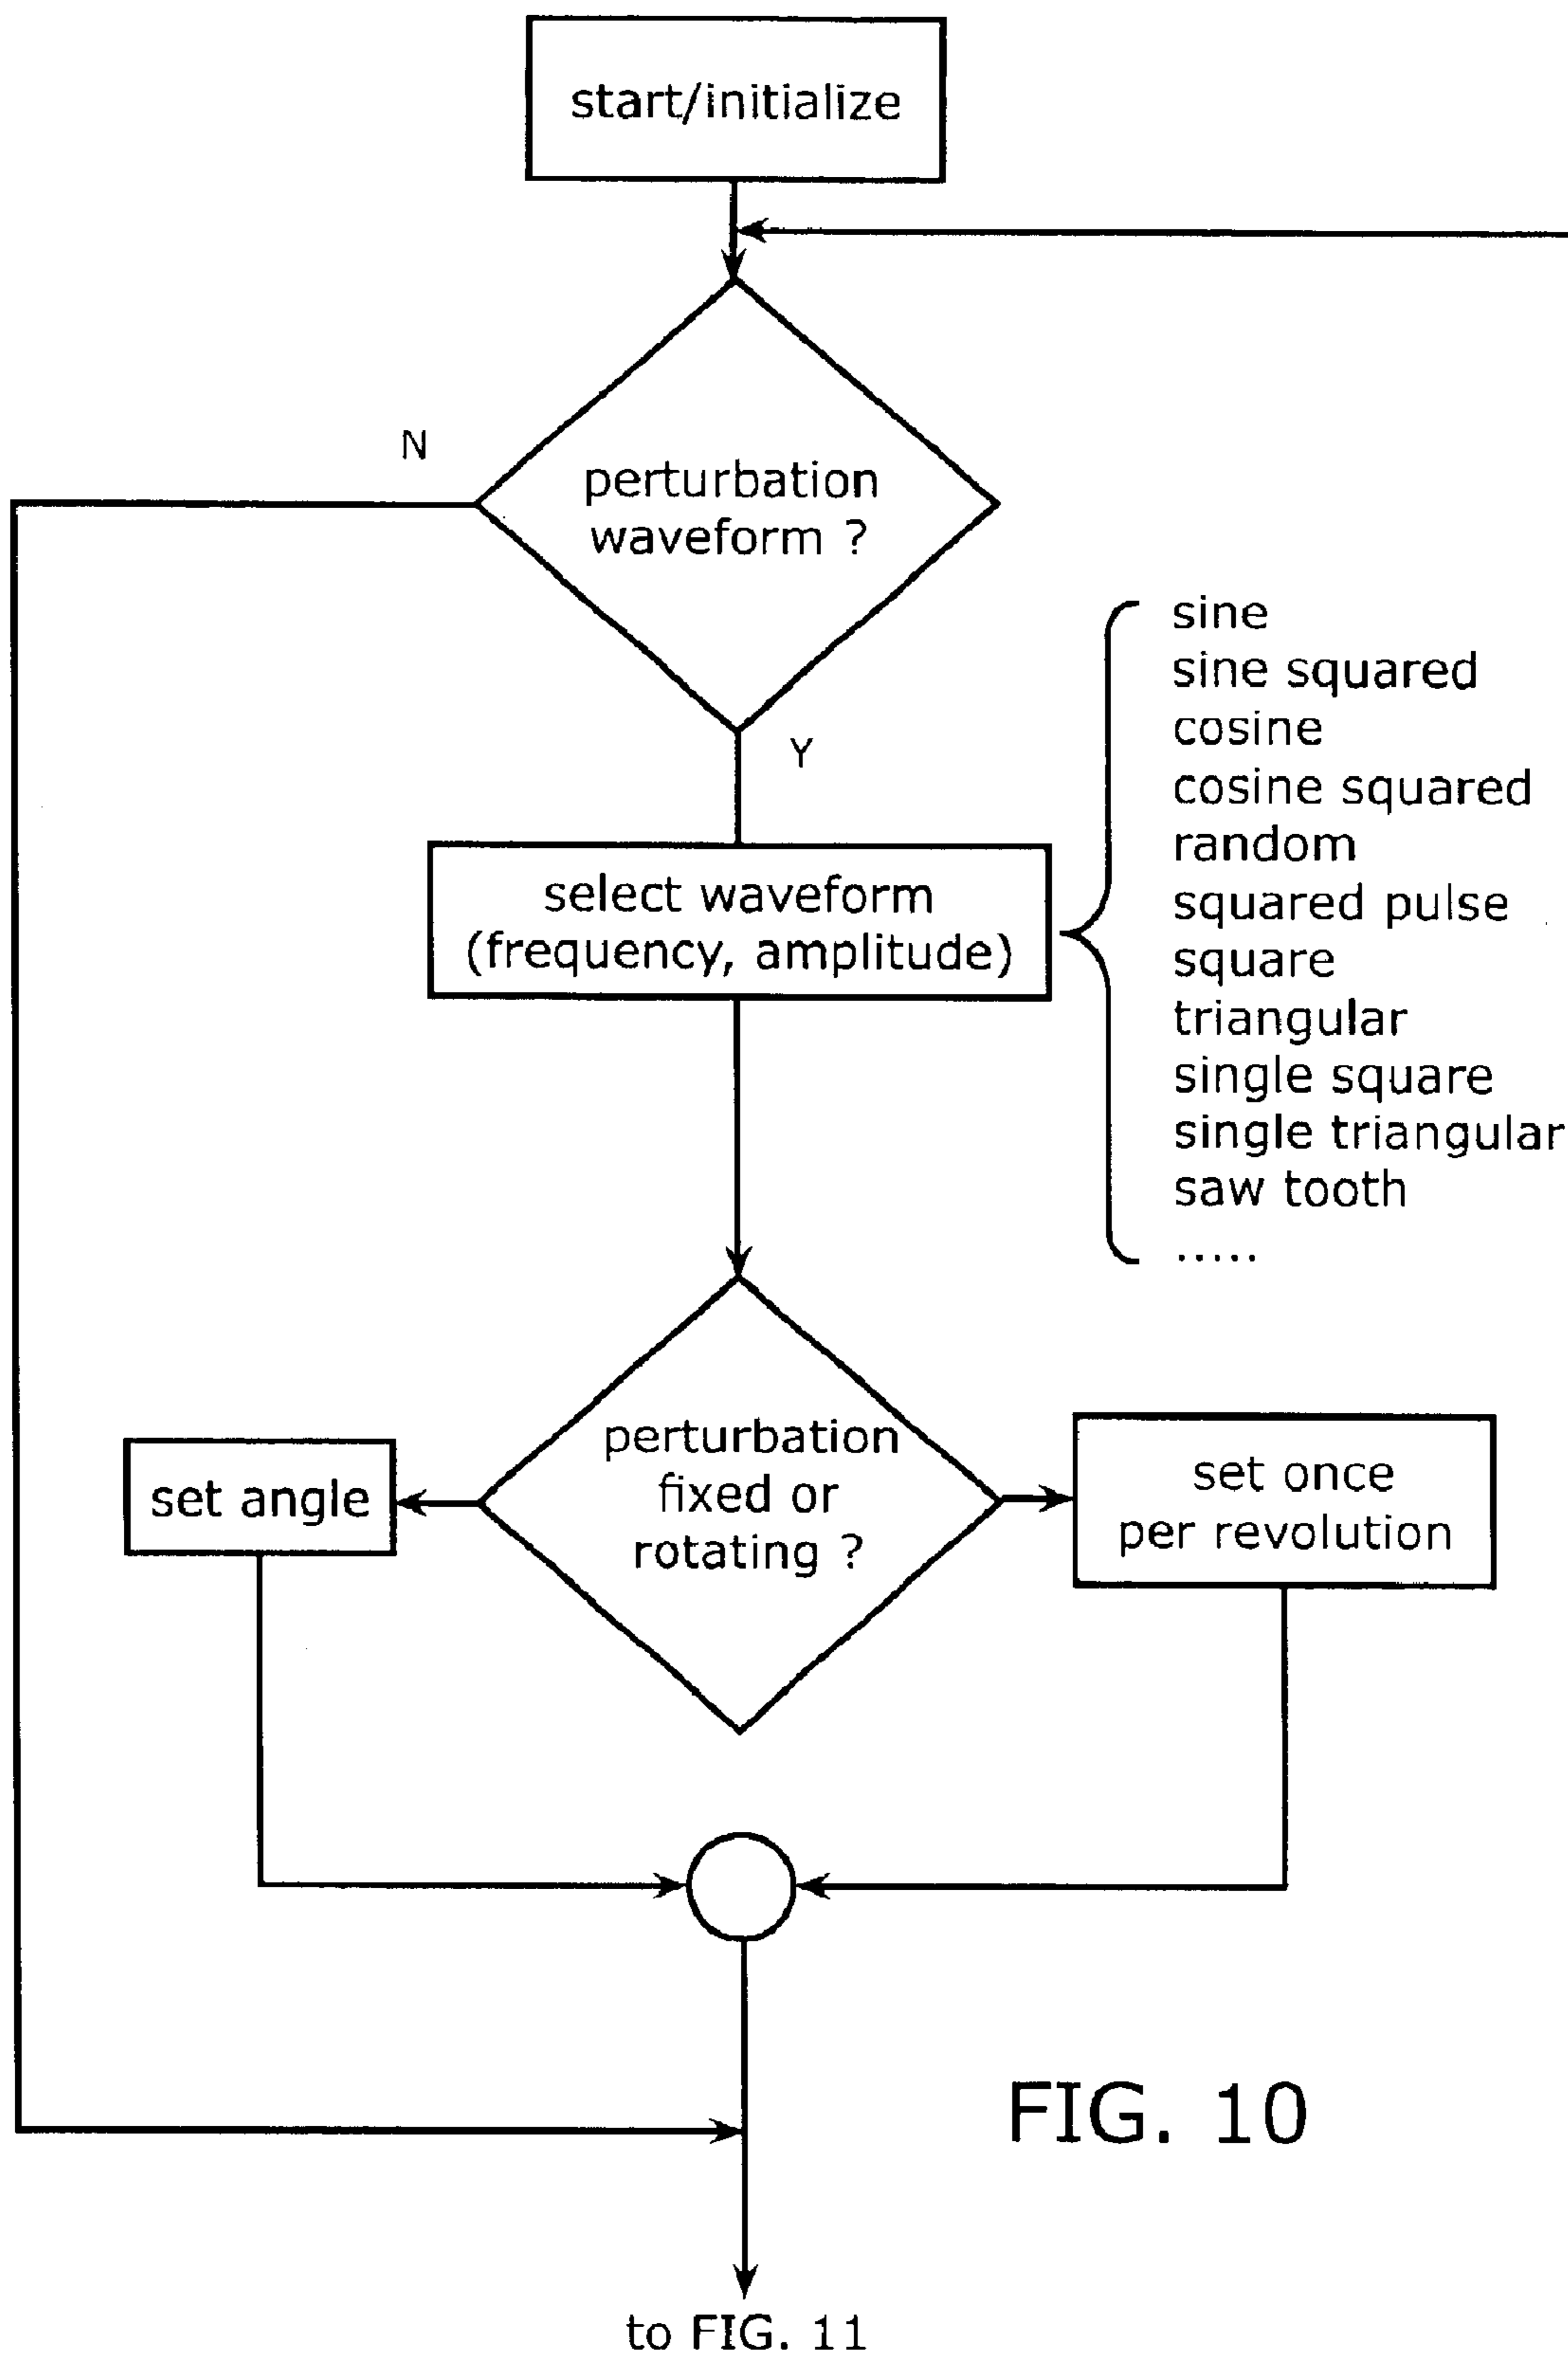 start/initialize
N
perturbation
waveform ?
Y
select waveform
(frequency, amplitude)
sine
sine squared
cosine
cosine squared
random
squared pulse
square
triangular
single square
single triangular
saw tooth
.....
perturbation
fixed or
rotating ?
set angle
set once
per revolution
FIG. 10
to FIG. 11